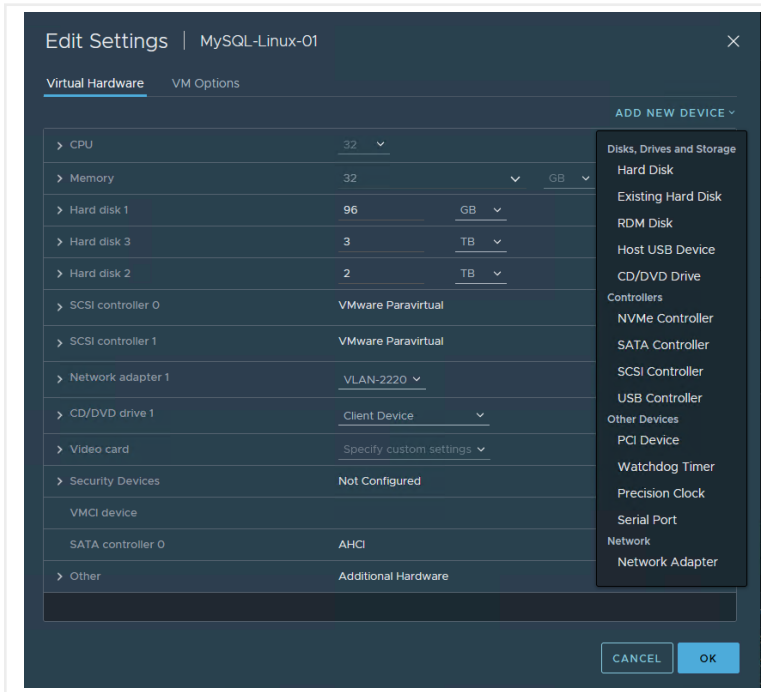 Edit Settings | MySQL-Linux-01
Virtual Hardware VM Options
ADD NEW DEVICE
CPU 32
Memory 32 GB
Hard disk 1 96 GB
Hard disk 3 3 TB
Hard disk 2 2 TB
SCSI controller 0 VMware Paravirtual
SCSI controller 1 VMware Paravirtual
Network adapter 1 VLAN-2220
CD/DVD drive 1 Client Device
Video card Specify custom settings
Security Devices Not Configured
VMCI device
SATA controller 0 AHCI
Other Additional Hardware
Disks, Drives and Storage
Hard Disk
Existing Hard Disk
RDM Disk
Host USB Device
CD/DVD Drive
Controllers
NVMe Controller
SATA Controller
SCSI Controller
USB Controller
Other Devices
PCI Device
Watchdog Timer
Precision Clock
Serial Port
Network
Network Adapter
CANCEL OK